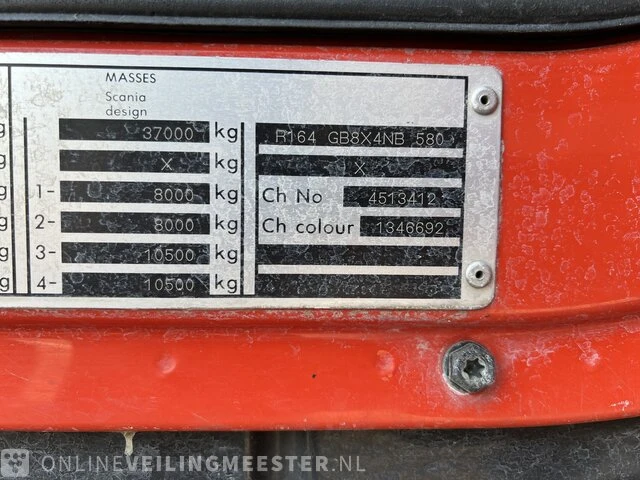 MASSES
Scania
design
37000 kg R164 GB8X4NB 580
X kg X
1- 8000 kg Ch No 4513412
2- 8000 kg Ch colour 1346692
3- 10500 kg
4- 10500 kg
ONLINEVEILINGMEESTER.NL